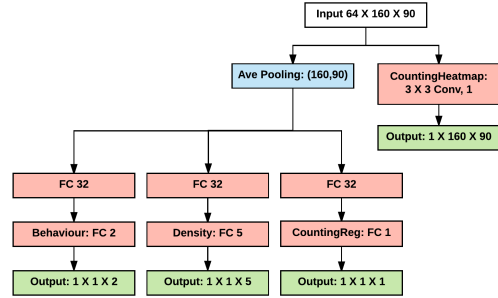 Input 64 X 160 X 90
Ave Pooling: (160,90)
CountingHeatmap:
3 X 3 Conv, 1
Output: 1 X 160 X 90
FC 32
FC 32
FC 32
Behaviour: FC 2
Density: FC 5
CountingReg: FC 1
Output: 1 X 1 X 2
Output: 1 X 1 X 5
Output: 1 X 1 X 1